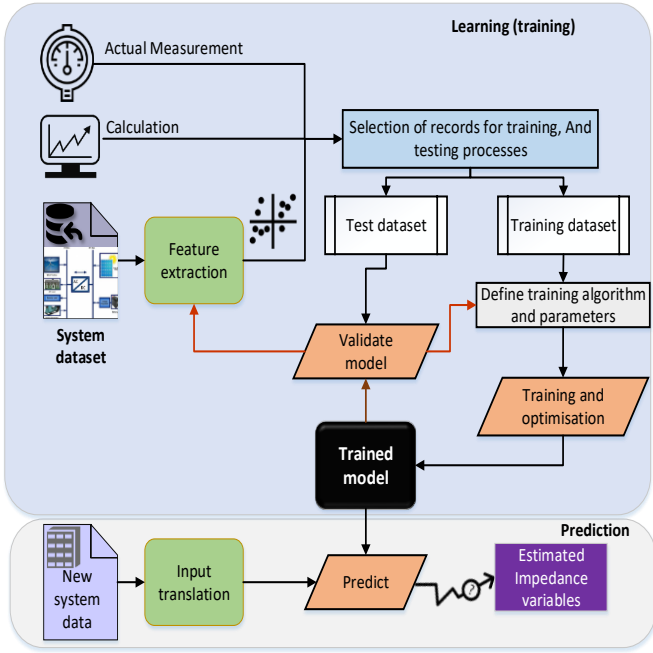 Learning (training)
Actual Measurement
Calculation
Selection of records for training, And
testing processes
Test dataset
Training dataset
Feature
extraction
System
dataset
Define training algorithm
and parameters
Validate
model
Training and
optimisation
Trained
model
Prediction
New
system
data
Input
translation
Predict
?
Estimated
Impedance
variables